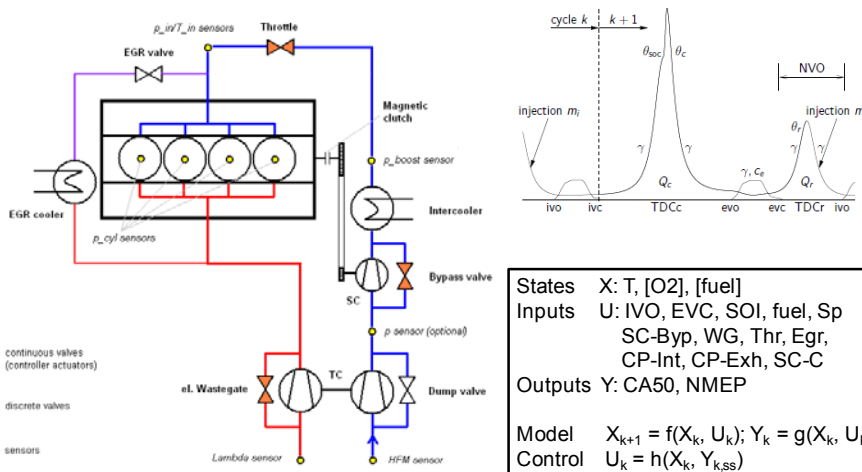 p_in/T_in sensors
Throttle
EGR valve
Magnetic
clutch
p_boost sensor
EGR cooler
Intercooler
p_cyl sensors
Bypass valve
SC
p sensor (optional)
continuous valves
(controller actuators)
TC
el. Wastegate
Dump valve
discrete valves
sensors
Lambda sensor
HFM sensor
cycle k
k + 1
θsoc
θc
NVO
injection mi
injection m
θr
γ
γ
γ, ce
γ
γ
Qc
Qr
ivo
ivc
TDCc
evo
evc
TDCr
ivo
States X: T, [O2], [fuel]
Inputs U: IVO, EVC, SOI, fuel, Sp
SC-Byp, WG, Thr, Egr,
CP-Int, CP-Exh, SC-C
Outputs Y: CA50, NMEP
Model Xk+1 = f(Xk, Uk); Yk = g(Xk, U
Control Uk = h(Xk, Yk,ss)